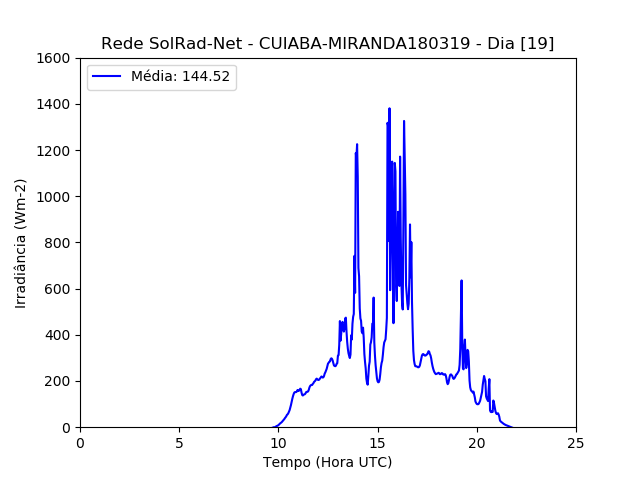 Rede SolRad-Net - CUIABA-MIRANDA180319 - Dia [19]
Média: 144.52
Irradiância (Wm-2)
1600
1400
1200
1000
800
600
400
200
0
0 5 10 15 20 25
Tempo (Hora UTC)